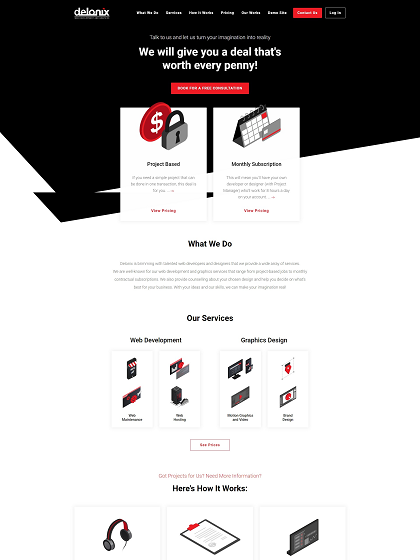 delonix
What We Do Services How It Works Pricing Our Works Demo Site Contact Us Log In
Talk to us and let us turn your imagination into reality
We will give you a deal that's
worth every penny!
BOOK FOR A FREE CONSULTATION
Project Based
If you need a simple project that can
be done in one transaction, this deal is
for you. ... →
View Pricing
Monthly Subscription
This will mean you'll have your own
developer or designer (with Project
Manager) which work for 8 hours a day
on your account. ... →
View Pricing
What We Do
Delonix is brimming with talented web developers and designers that we provide a wide array of services.
We are well-known for our web development and graphics services that range from project-based jobs to monthly
contractual subscriptions. We also provide counseling about your chosen design and help you decide on what's
best for your business. With your ideas and our skills, we can make your imagination real!
Our Services
Web Development
Web
Maintenance
Web
Hosting
Graphics Design
Motion Graphics
and Video
Brand
Design
See Prices
Got Projects for Us? Need More Information?
Here's How It Works: